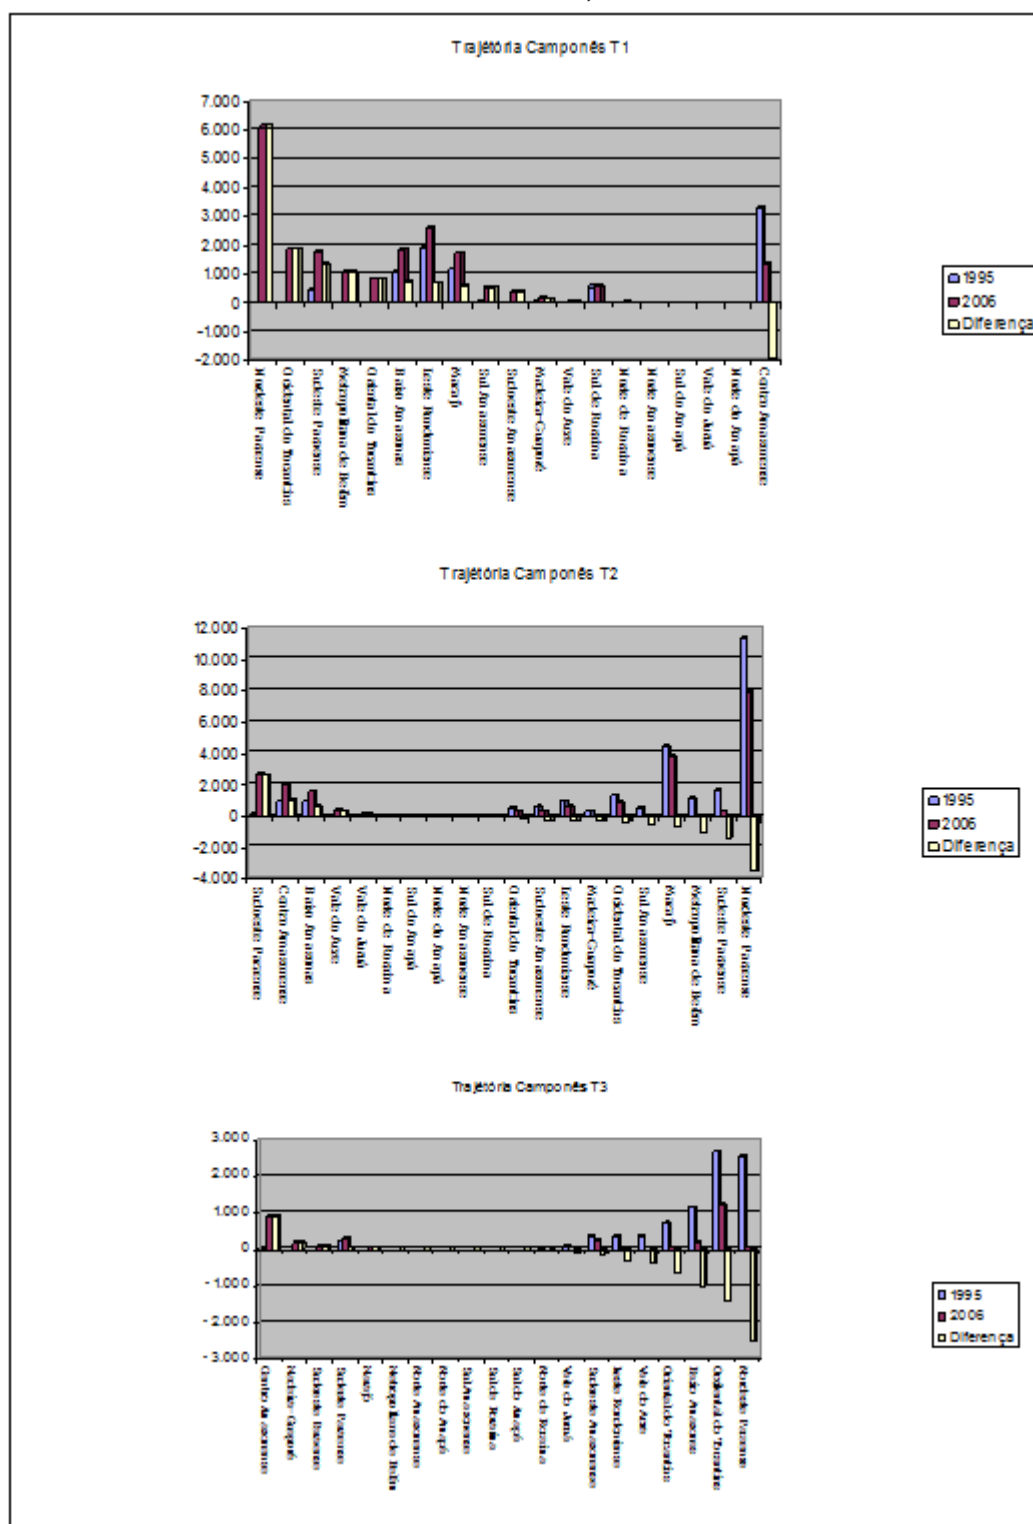 Trajétória Camponês T1
7.000
6.000
5.000
4.000
3.000
2.000
1.000
0
-1.000
-2.000
Nordeste Paraense
Ocidental do Tocantins
Sudeste Paraense
Metropolitana de Belém
Oriental do Tocantins
Baixo Amazonas
Leste Rondoniense
Marajó
Sul Amazonense
Sudoeste Amazonense
Madeira-Guaporé
Vale do Acre
Sul de Roraima
Norte de Roraima
Norte Amazonense
Sul do Amapá
Vale do Juruá
Norte do Amapá
Centro Amazonense
1995
2006
Diferença
Trajétória Camponês T2
12.000
10.000
8.000
6.000
4.000
2.000
0
-2.000
-4.000
Sudoeste Paraense
Centro Amazonense
Baixo Amazonas
Vale do Acre
Vale do Juruá
Norte de Roraima
Sul do Amapá
Norte do Amapá
Norte Amazonense
Sul de Roraima
Oriental do Tocantins
Sudoeste Amazonense
Leste Rondoniense
Madeira-Guaporé
Ocidental do Tocantins
Sul Amazonense
Marajó
Metropolitana de Belém
Sudeste Paraense
Nordeste Paraense
1995
2006
Diferença
Trajétória Camponês T3
3.000
2.000
1.000
0
-1.000
-2.000
-3.000
Centro Amazonense
Madeira-Guaporé
Sudoeste Paraense
Sudeste Paraense
Marajó
Metropolitana de Belém
Norte Amazonense
Norte do Amapá
Sul Amazonense
Sul de Roraima
Sul do Amapá
Norte de Roraima
Vale do Juruá
Sudoeste Amazonense
Leste Rondoniense
Vale do Acre
Oriental do Tocantins
Baixo Amazonas
Ocidental do Tocantins
Nordeste Paraense
1995
2006
Diferença